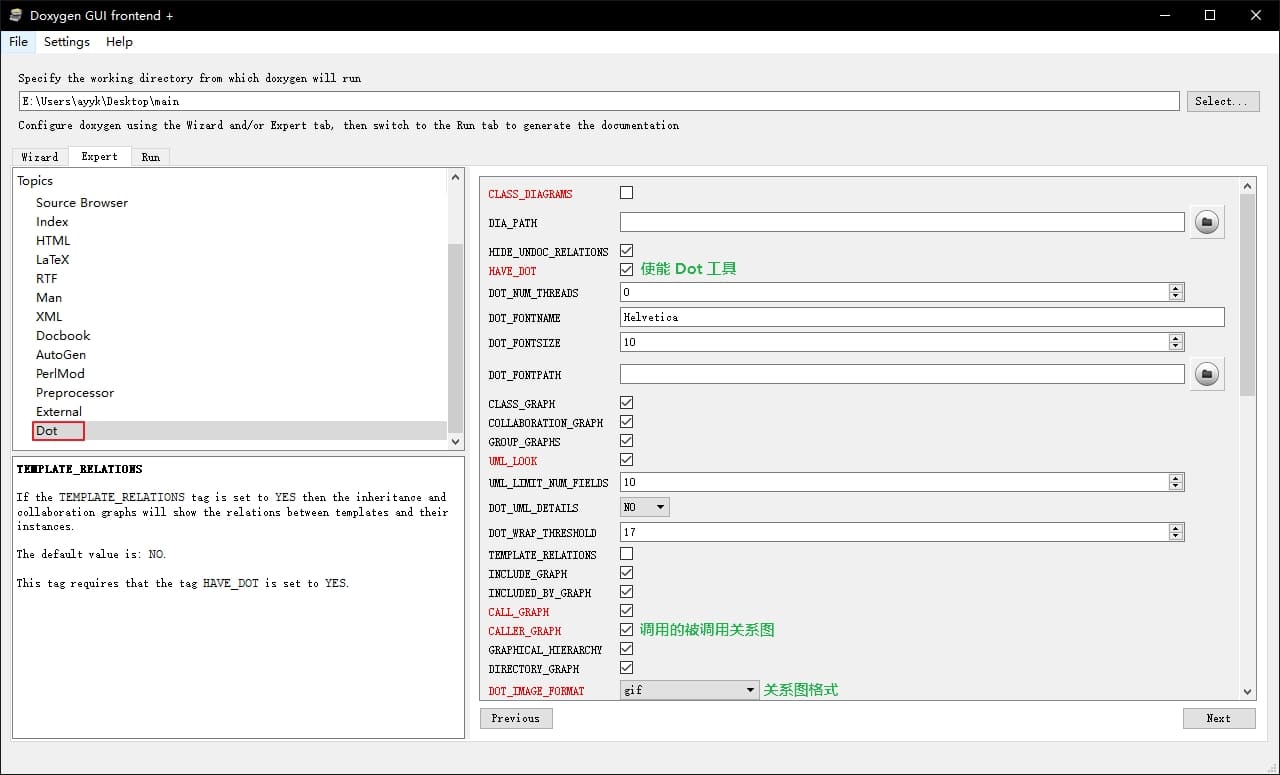 Doxygen GUI frontend +
File Settings Help
Specify the working directory from which doxygen will run
E:\Users\ayyk\Desktop\main
Select...
Configure doxygen using the Wizard and/or Expert tab, then switch to the Run tab to generate the documentation
Wizard Expert Run
Topics
Source Browser
Index
HTML
LaTeX
RTF
Man
XML
Docbook
AutoGen
PerlMod
Preprocessor
External
Dot
TEMPLATE_RELATIONS
If the TEMPLATE_RELATIONS tag is set to YES then the inheritance and
collaboration graphs will show the relations between templates and their
instances.
The default value is: NO.
This tag requires that the tag HAVE_DOT is set to YES.
CLASS_DIAGRAMS
DIA_PATH
HIDE_UNDOC_RELATIONS
HAVE_DOT 使能 Dot 工具
DOT_NUM_THREADS 0
DOT_FONTNAME Helvetica
DOT_FONTSIZE 10
DOT_FONTPATH
CLASS_GRAPH
COLLABORATION_GRAPH
GROUP_GRAPHS
UML_LOOK
UML_LIMIT_NUM_FIELDS 10
DOT_UML_DETAILS NO
DOT_WRAP_THRESHOLD 17
TEMPLATE_RELATIONS
INCLUDE_GRAPH
INCLUDED_BY_GRAPH
CALL_GRAPH
CALLER_GRAPH 调用的被调用关系图
GRAPHICAL_HIERARCHY
DIRECTORY_GRAPH
DOT_IMAGE_FORMAT gif 关系图格式
Previous Next